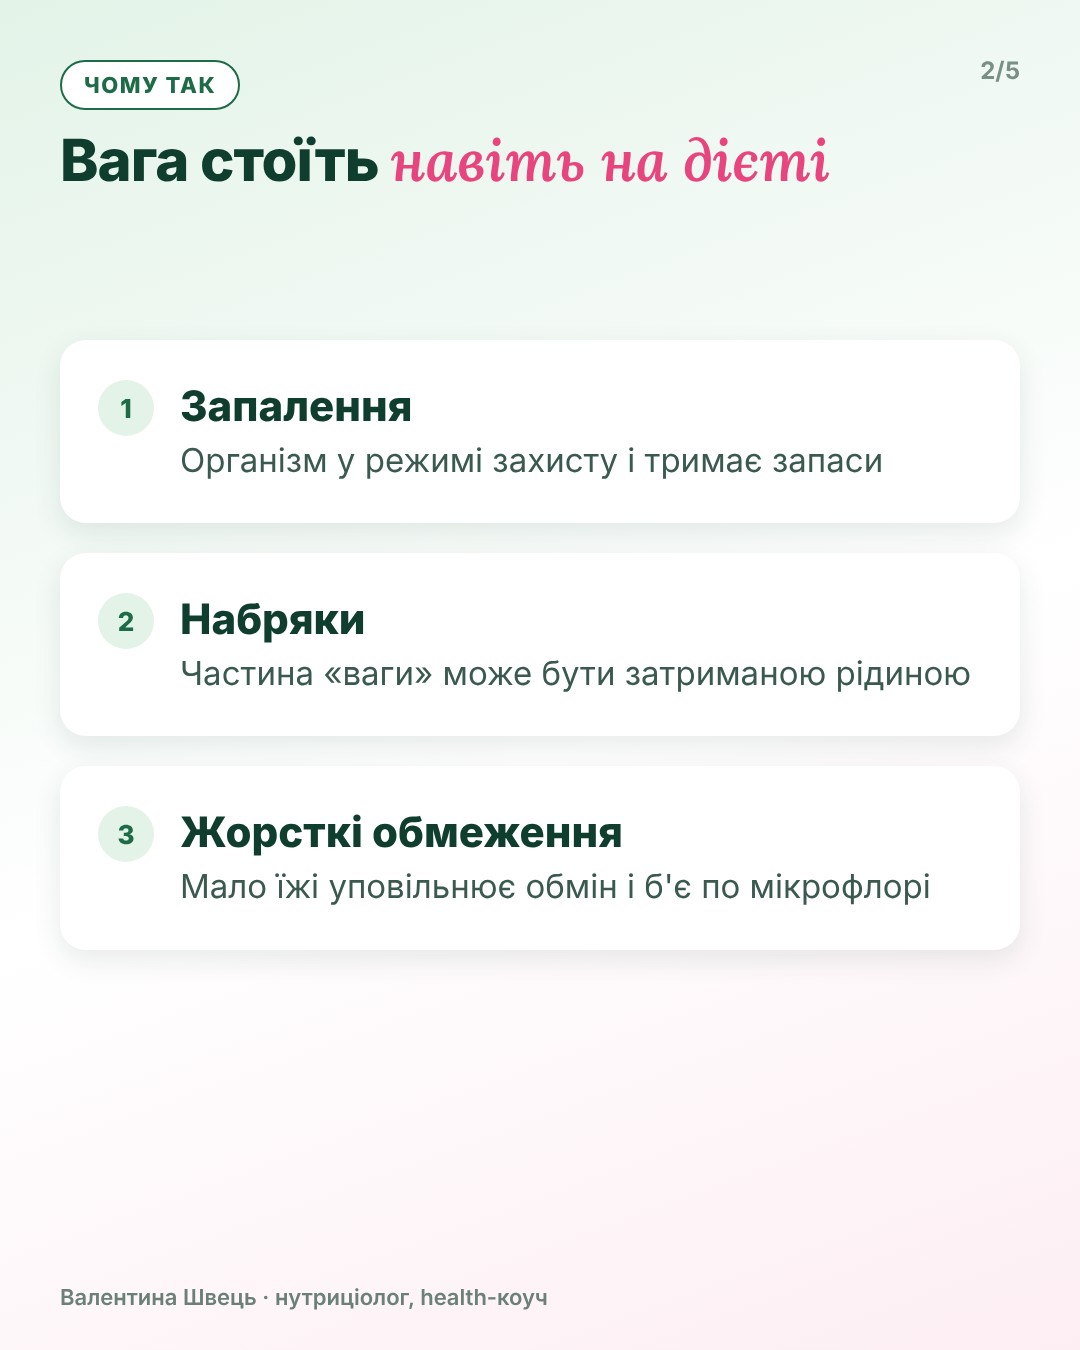 ЧОМУ ТАК
2/5
Вага стоїть навіть на дієті
1 Запалення
Організм у режимі захисту і тримає запаси
2 Набряки
Частина «ваги» може бути затриманою рідиною
3 Жорсткі обмеження
Мало їжі уповільнює обмін і б'є по мікрофлорі
Валентина Швець · нутриціолог, health-коуч